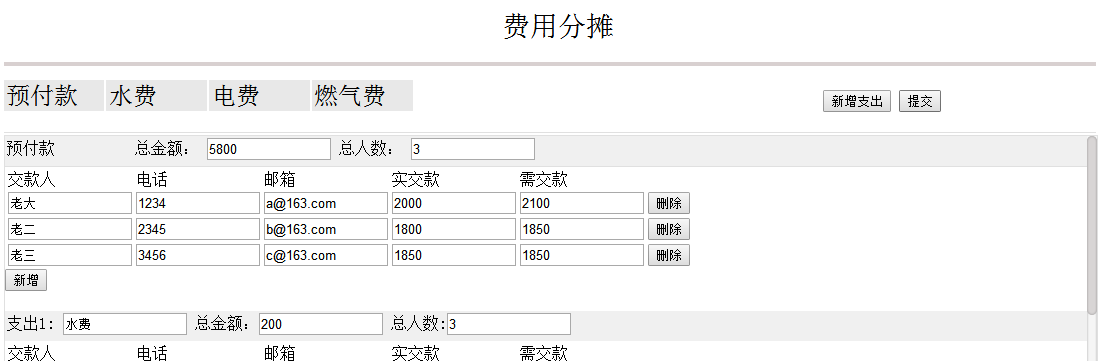 费用分摊
预付款 水费 电费 燃气费 新增支出 提交
预付款 总金额： 5800 总人数： 3
交款人 电话 邮箱 实交款 需交款
老大 1234 a@163.com 2000 2100 删除
老二 2345 b@163.com 1800 1850 删除
老三 3456 c@163.com 1850 1850 删除
新增
支出1: 水费 总金额: 200 总人数:3
交款人 电话 邮箱 实交款 需交款